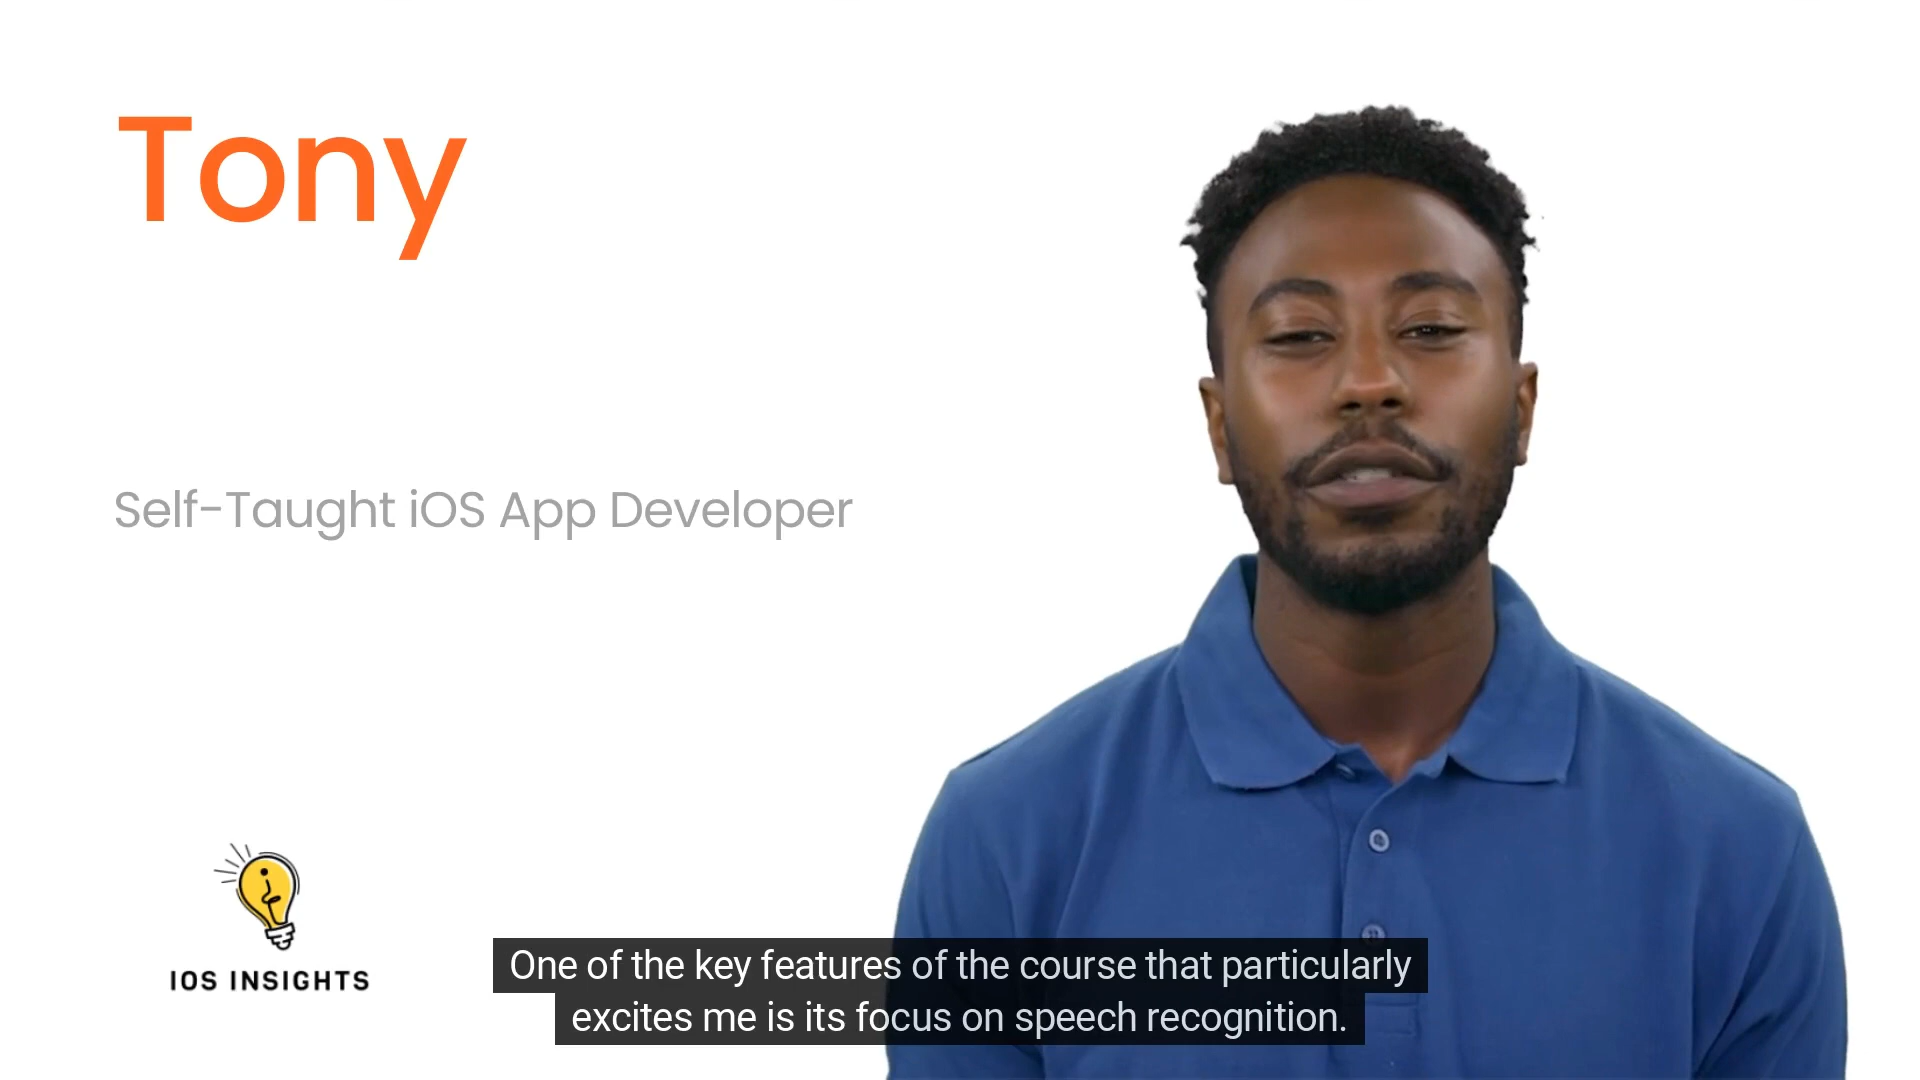 Tony
Self-Taught iOS App Developer
IOS INSIGHTS
One of the key features of the course that particularly
excites me is its focus on speech recognition.